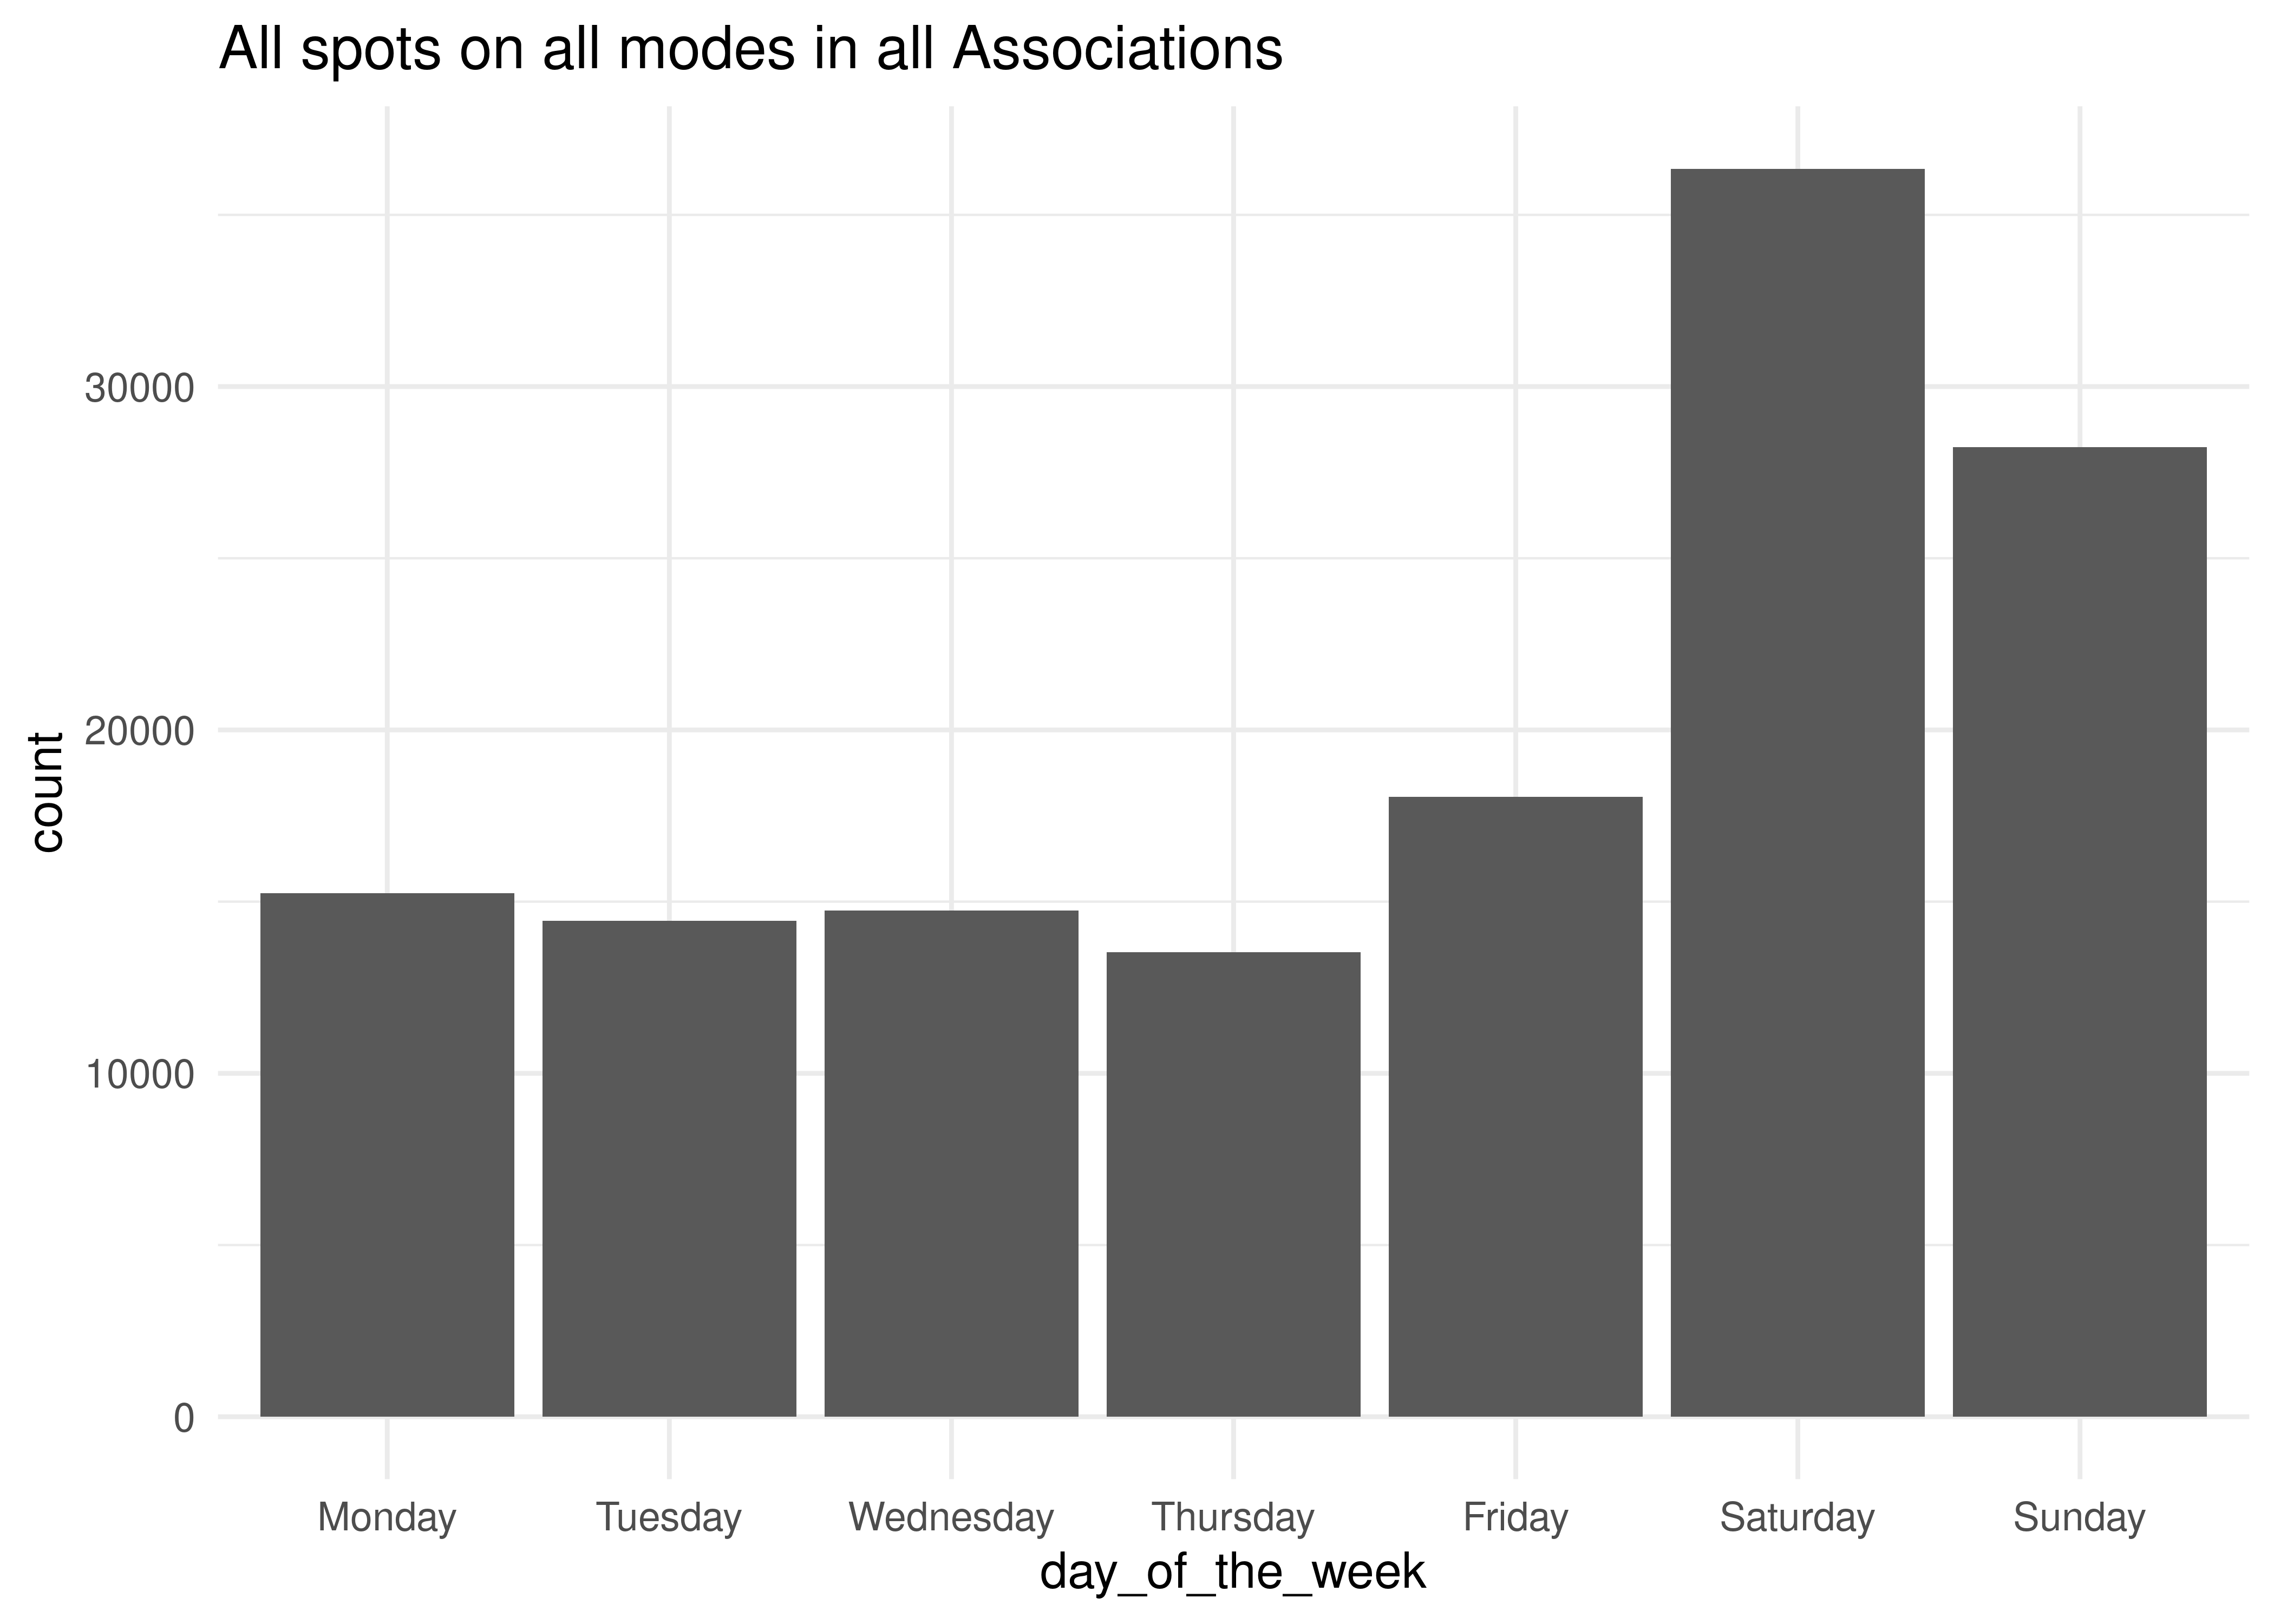 All spots on all modes in all Associations
count
30000
20000
10000
0
Monday Tuesday Wednesday Thursday Friday Saturday Sunday
day_of_the_week